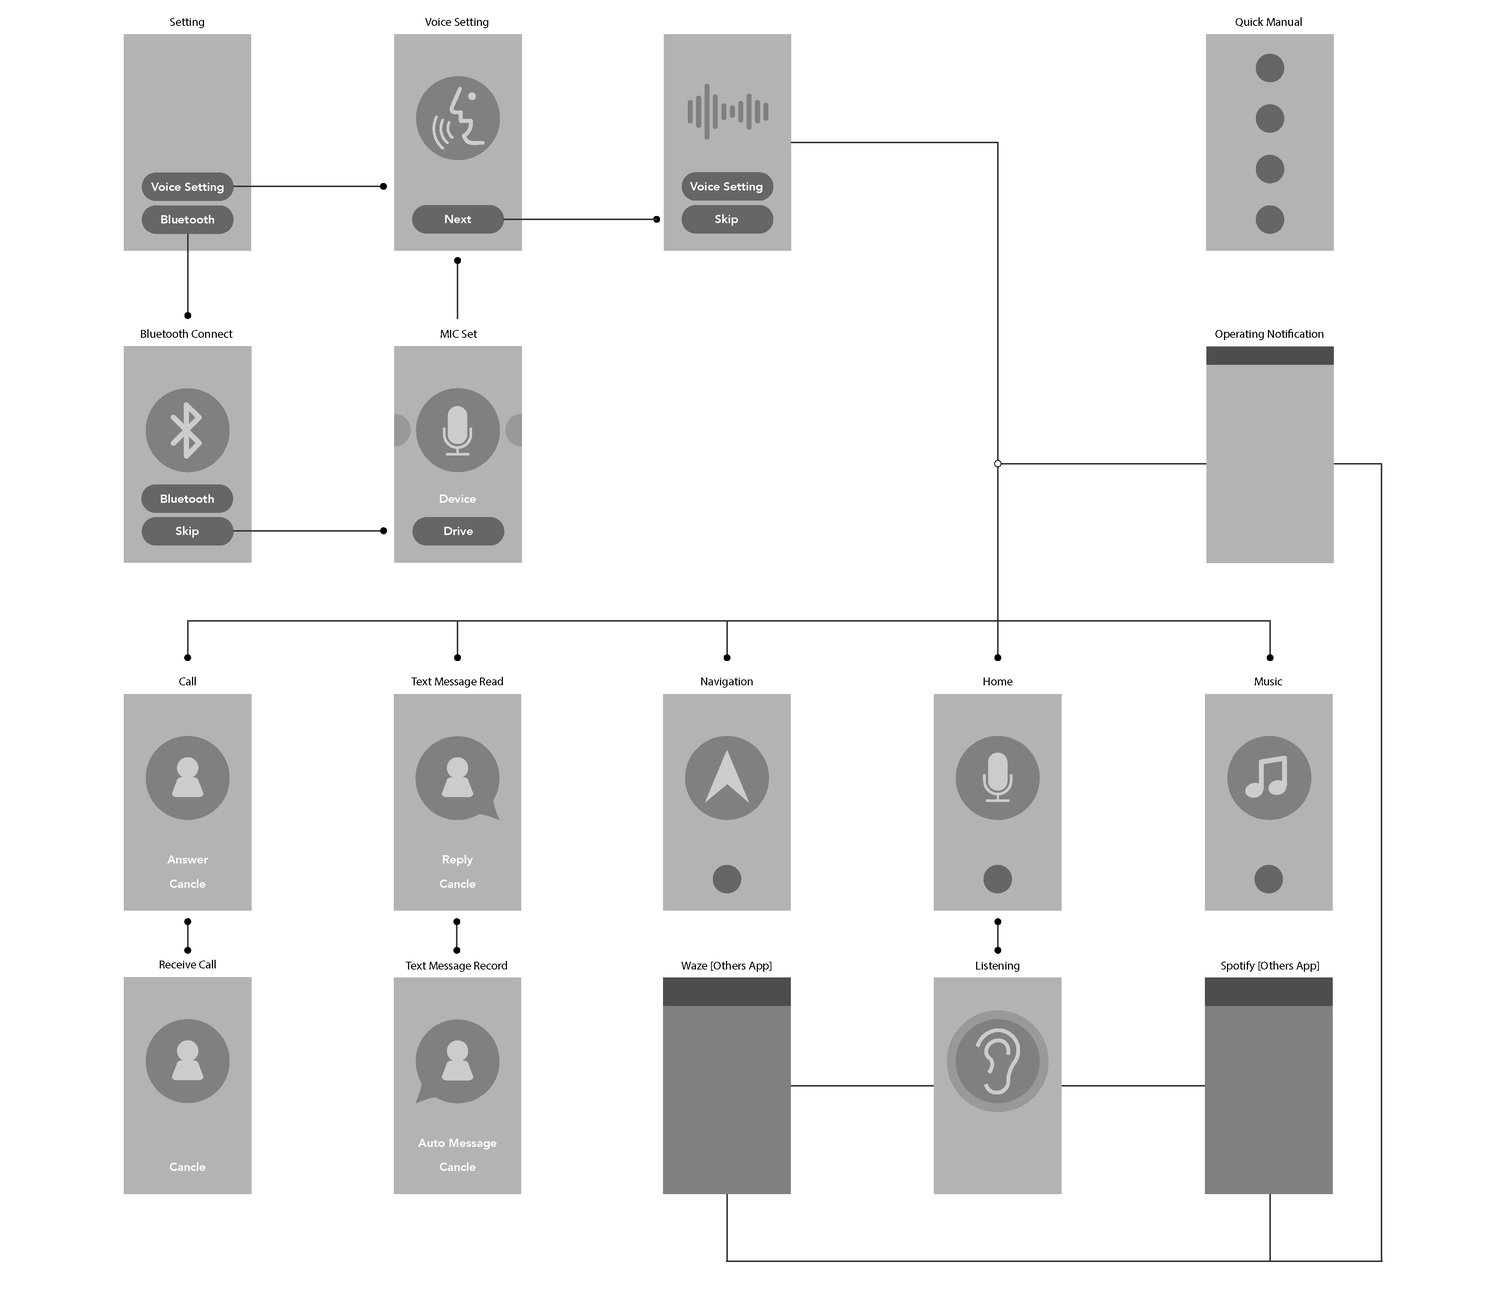 Setting
Voice Setting
Quick Manual
Voice Setting
Bluetooth
Next
Voice Setting
Skip
Bluetooth Connect
MIC Set
Operating Notification
Bluetooth
Skip
Device
Drive
Call
Text Message Read
Navigation
Home
Music
Answer
Cancle
Reply
Cancle
Receive Call
Text Message Record
Waze [Others App]
Listening
Spotify [Others App]
Cancle
Auto Message
Cancle